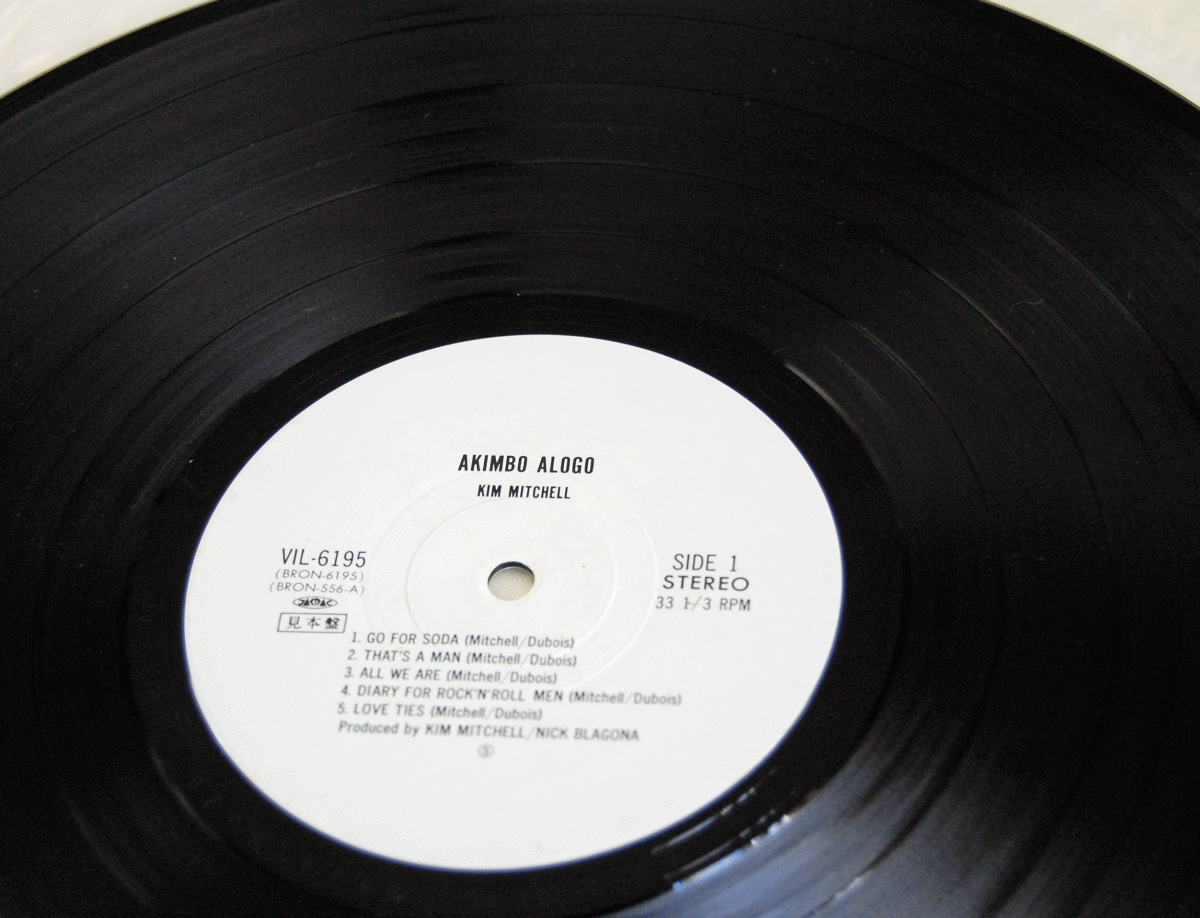 AKIMBO ALOGO
KIM MITCHELL
VIL-6195
(BRON-6195)
(BRON-556-A)
JASRAC
見本盤
SIDE 1
STEREO
33 1/3 RPM
1. GO FOR SODA (Mitchell/Dubois)
2. THAT'S A MAN (Mitchell/Dubois)
3. ALL WE ARE (Mitchell/Dubois)
4. DIARY FOR ROCK'N'ROLL MEN (Mitchell/Dubois)
5. LOVE TIES (Mitchell/Dubois)
Produced by KIM MITCHELL/NICK BLAGONA
Ⓢ